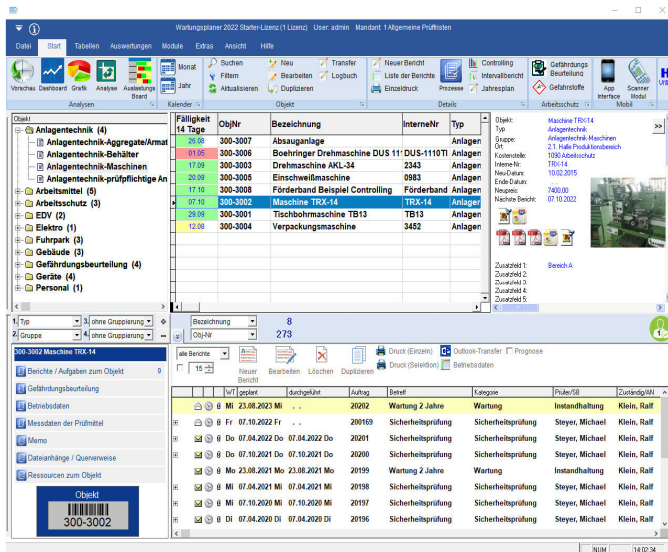 Wartungsplaner 2022 Starter-Lizenz (1 Lizenz) User: admin Mandant: 1 Allgemeine Prüffristen
Datei Start Tabellen Auswertungen Module Extras Ansicht Hilfe
Vorschau Dashboard Grafik Analyse Auslastungs Board
Analysen
Monat
Jahr
Kalender
Suchen Neu Transfer
Filtern Bearbeiten Logbuch
Aktualisieren Duplizieren
Objekt
Neuer Bericht
Liste der Berichte
Einzeldruck
Prozesse
Controlling
Intervallbericht
Jahresplan
Details
Gefährdungs Beurteilung
Gefahrstoffe
Arbeitsschutz
App Interface
Scanner Modul
Mobil
Objekt
Anlagentechnik (4)
Anlagentechnik-Aggregate/Armat
Anlagentechnik-Behälter
Anlagentechnik-Maschinen
Anlagentechnik-prüfpflichtige An
Arbeitsmittel (5)
Arbeitsschutz (3)
EDV (2)
Elektro (1)
Fuhrpark (3)
Gebäude (3)
Gefährdungsbeurteilung (4)
Geräte (4)
Personal (1)
Fälligkeit 14 Tage ObjNr Bezeichnung InterneNr Typ
26.08 300-3007 Absauganlage Anlagen
01.05 300-3006 Boehringer Drehmaschine DUS 11 DUS-1110TI Anlagen
17.09 300-3003 Drehmaschine AKL-34 2343 Anlagen
20.09 300-3005 Einschweißmaschine 0983 Anlagen
17.10 300-3008 Förderband Beispiel Controlling Förderband Anlagen
07.10 300-3002 Maschine TRX-14 TRX-14 Anlagen
29.09 300-3001 Tischbohrmaschine TB13 TB13 Anlagen
12.08 300-3004 Verpackungsmaschine 3452 Anlagen
Objekt: Maschine TRX-14
Typ Anlagentechnik
Gruppe: Anlagentechnik-Maschinen
Ort 2.1. Halle Produktionsbereich
Kostenstelle: 1090 Arbeitsschutz
Interne-Nr: TRX-14
Neu-Datum: 10.02.2015
Ende-Datum:
Neupreis: 7400,00
Nächste Bericht: 07.10.2022
Zusatzfeld 1: Bereich A
Zusatzfeld 2:
Zusatzfeld 3:
Zusatzfeld 4:
Zusatzfeld 5:
1. Typ 3. ohne Gruppierung
2. Gruppe 4. ohne Gruppierung
Bezeichnung 8
Obj-Nr 273
300-3002 Maschine TRX-14
Berichte / Aufgaben zum Objekt 9
Gefährdungsbeurteilung
Betriebsdaten
Messdaten der Prüfmittel
Memo
Dateianhänge / Querverweise
Ressourcen zum Objekt
Objekt
300-3002
alle Berichte
15
Neuer Bericht
Bearbeiten Löschen Duplizieren
Druck (Einzeln) Outlook-Transfer Prognose
Druck (Selektion) Betriebsdaten
WT geplant durchgeführt Auftrag Betreff Kategorie Prüfer/SB Zuständig/AN
Mi 23.08.2023 Mi . . 20202 Wartung 2 Jahre Wartung Instandhaltung Klein, Ralf
Fr 07.10.2022 Fr . . 200169 Sicherheitsprüfung Sicherheitsprüfung Steyer, Michael Klein, Ralf
Do 07.04.2022 Do 07.04.2022 Do 20201 Sicherheitsprüfung Sicherheitsprüfung Steyer, Michael Klein, Ralf
Do 07.10.2021 Do 07.10.2021 Do 20200 Sicherheitsprüfung Sicherheitsprüfung Steyer, Michael Klein, Ralf
Mo 23.08.2021 Mo 23.08.2021 Mo 20199 Wartung 2 Jahre Wartung Instandhaltung Klein, Ralf
Mi 07.04.2021 Mi 07.04.2021 Mi 20198 Sicherheitsprüfung Sicherheitsprüfung Steyer, Michael Klein, Ralf
Mi 07.10.2020 Mi 07.10.2020 Mi 20197 Sicherheitsprüfung Sicherheitsprüfung Steyer, Michael Klein, Ralf
Di 07.04.2020 Di 07.04.2020 Di 20196 Sicherheitsprüfung Sicherheitsprüfung Steyer, Michael Klein, Ralf
NUM 14:02:34